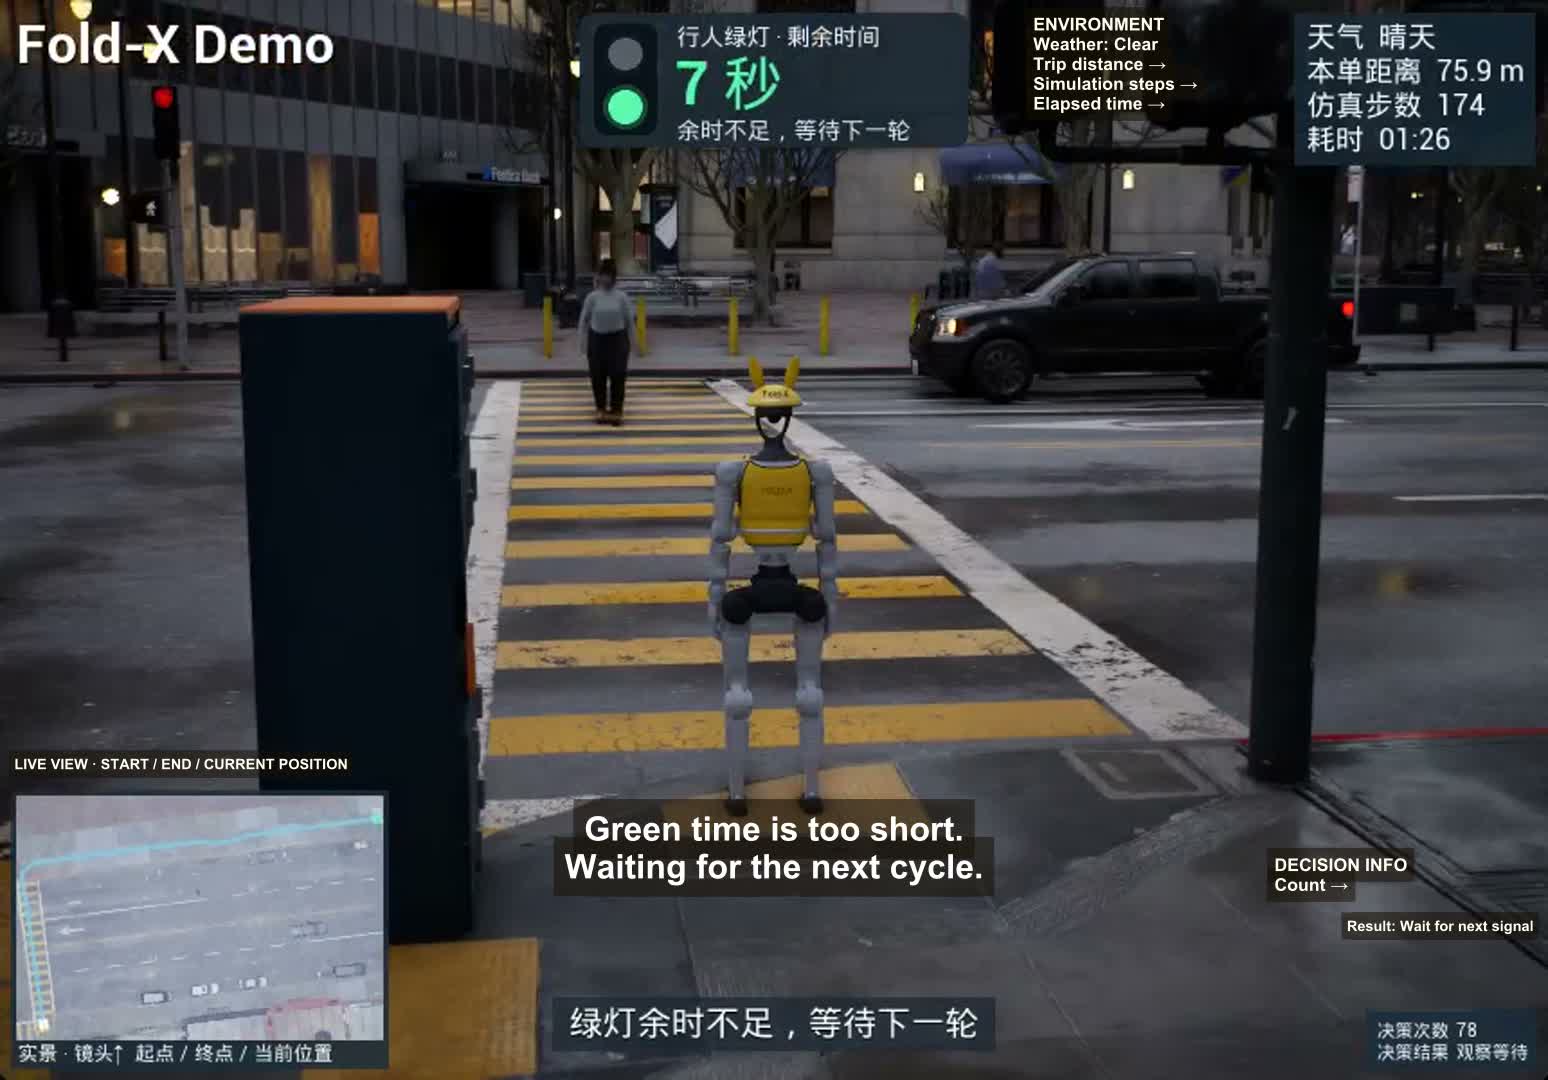 Fold-X Demo
行人绿灯 · 剩余时间
7 秒
余时不足，等待下一轮
ENVIRONMENT
Weather: Clear
Trip distance →
Simulation steps →
Elapsed time →
天气 晴天
本单距离 75.9 m
仿真步数 174
耗时 01:26
LIVE VIEW · START / END / CURRENT POSITION
Green time is too short.
Waiting for the next cycle.
DECISION INFO
Count →
Result: Wait for next signal
绿灯余时不足，等待下一轮
实景 · 镜头↑ 起点 / 终点 / 当前位置
决策次数 78
决策结果 观察等待